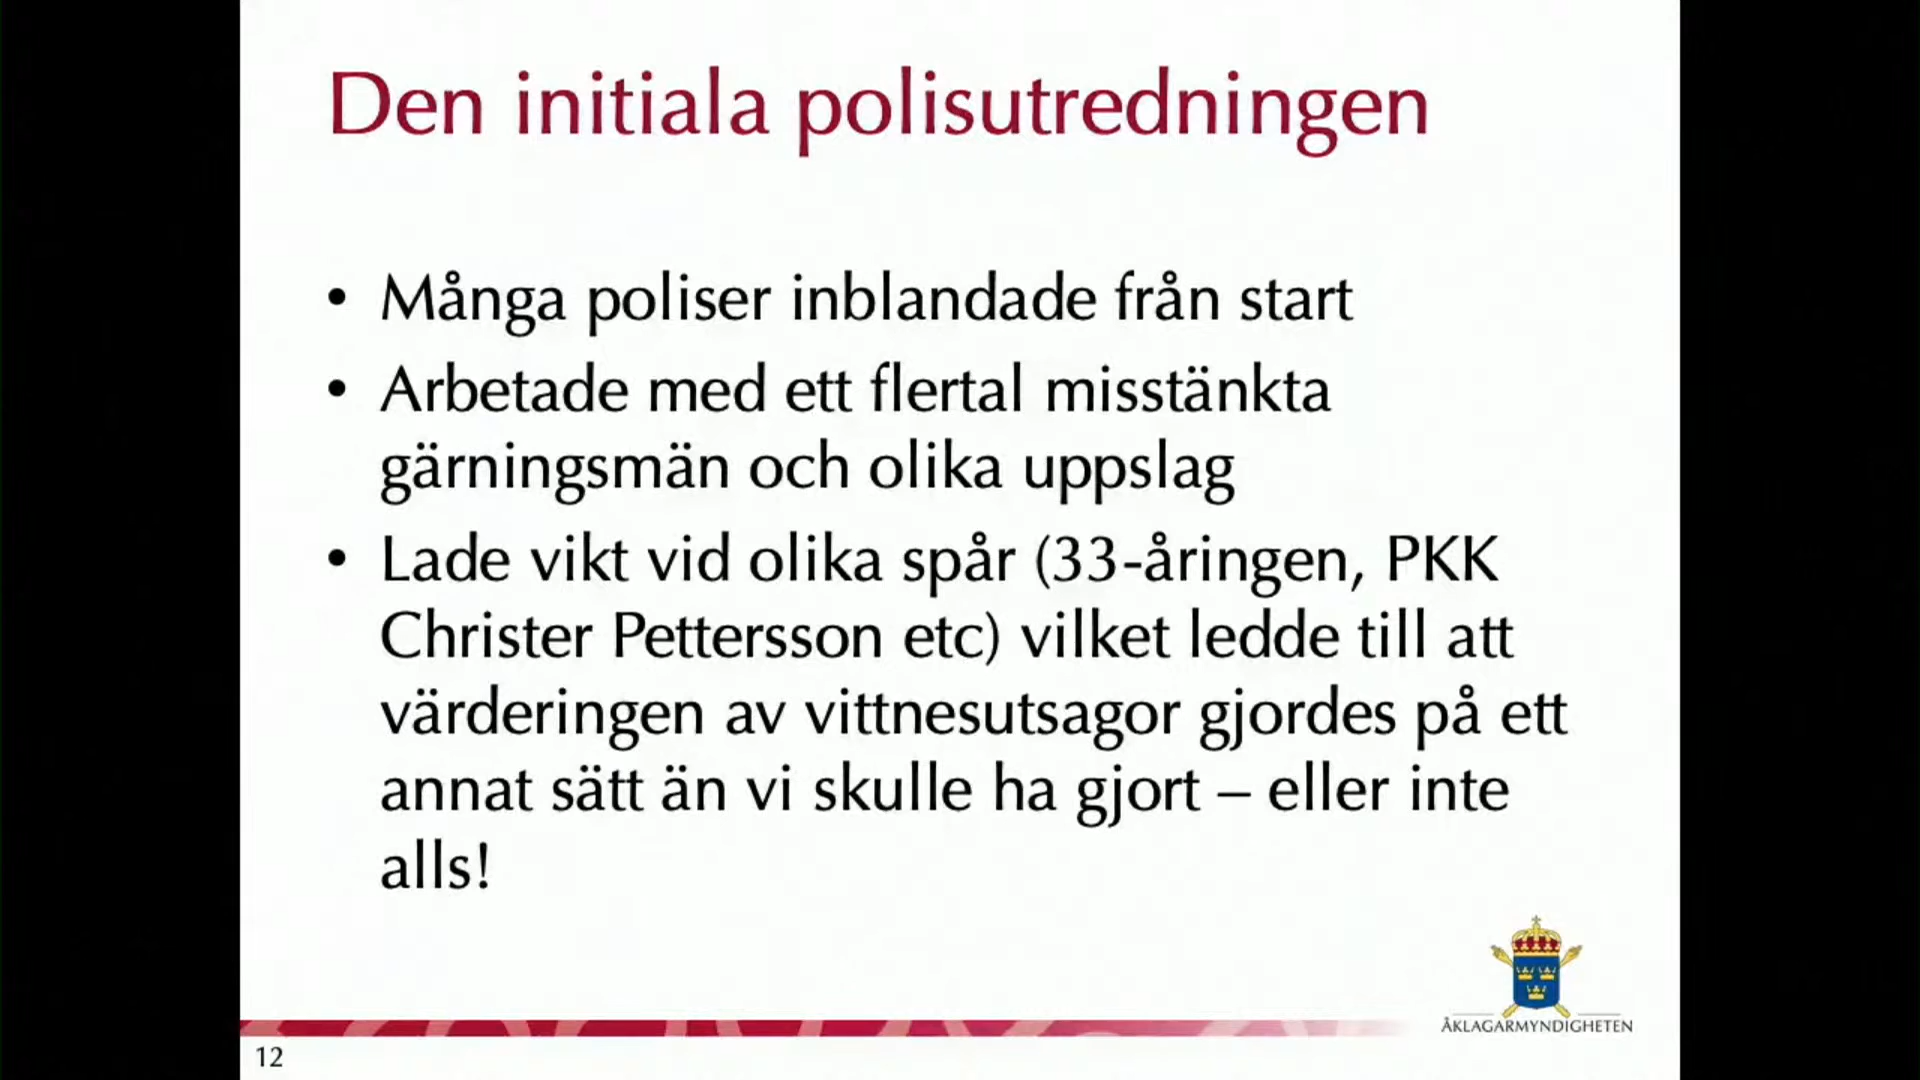 Den initiala polisutredningen
• Många poliser inblandade från start
• Arbetade med ett flertal misstänkta
gärningsmän och olika uppslag
• Lade vikt vid olika spår (33-åringen, PKK
Christer Pettersson etc) vilket ledde till att
värderingen av vittnesutsagor gjordes på ett
annat sätt än vi skulle ha gjort – eller inte
alls!
ÅKLAGARMYNDIGHETEN
12